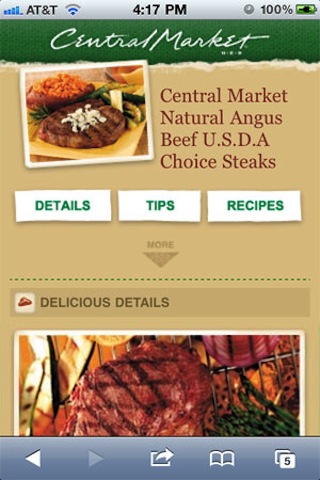 AT&T 4:17 PM 100%
Central Market
H·E·B
Central Market
Natural Angus
Beef U.S.D.A
Choice Steaks
DETAILS TIPS RECIPES
MORE
DELICIOUS DETAILS
5